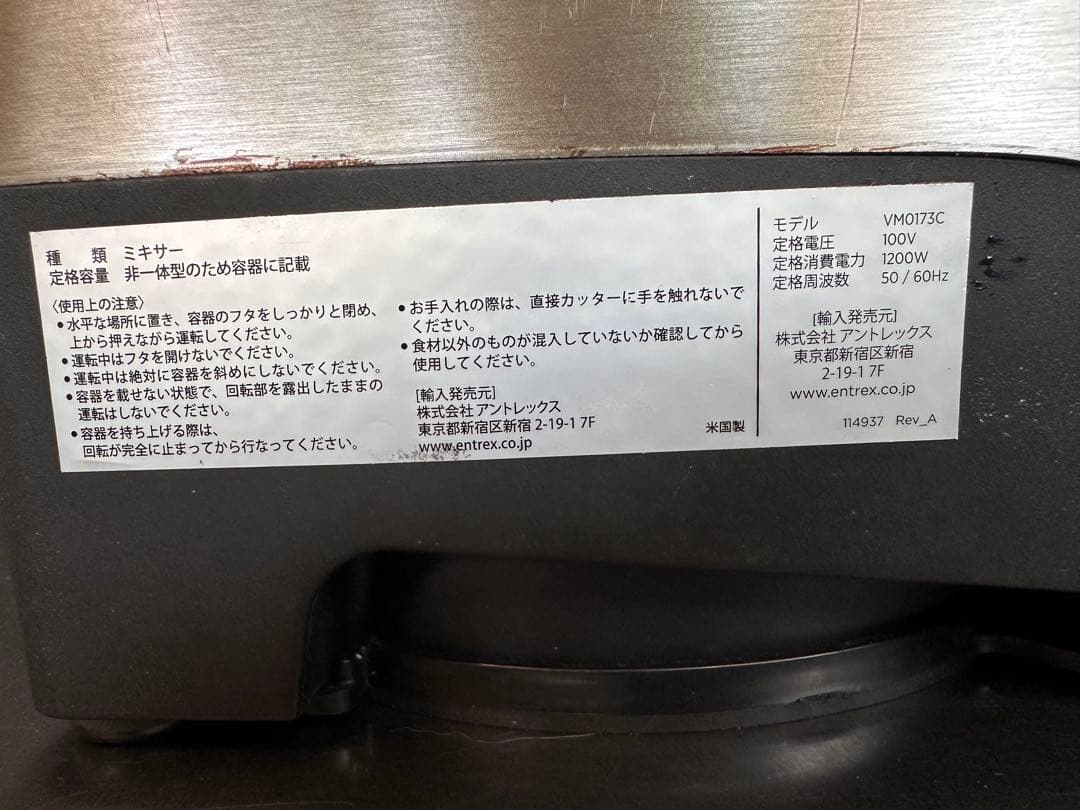 種　類　ミキサー
定格容量　非一体型のため容器に記載
〈使用上の注意〉
●水平な場所に置き、容器のフタをしっかりと閉め、
上から押えながら運転してください。
●運転中はフタを開けないでください。
●運転中は絶対に容器を斜めにしないでください。
●容器を載せない状態で、回転部を露出したままの
運転はしないでください。
●容器を持ち上げる際は、
回転が完全に止まってから行なってください。
●お手入れの際は、直接カッターに手を触れないで
ください。
●食材以外のものが混入していないか確認してから
使用してください。
[輸入発売元]
株式会社 アントレックス
東京都新宿区新宿 2-19-1 7F
www.entrex.co.jp
米国製
モデル　VM0173C
定格電圧　100V
定格消費電力　1200W
定格周波数　50 / 60Hz
[輸入発売元]
株式会社 アントレックス
東京都新宿区新宿
2-19-1 7F
www.entrex.co.jp
114937 Rev_A